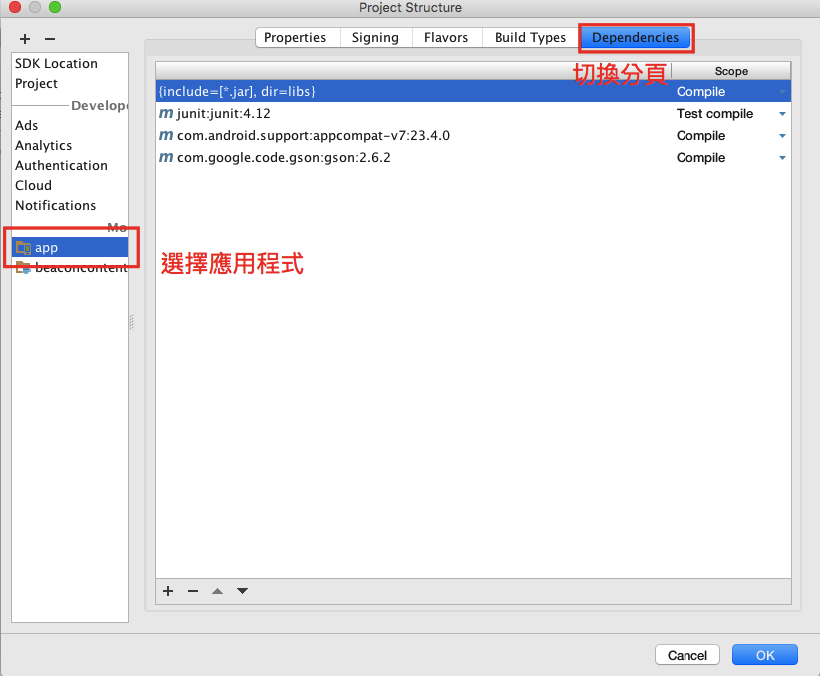 Project Structure
Properties
Signing
Flavors
Build Types
Dependencies
SDK Location
Project
Develope
Ads
Analytics
Authentication
Cloud
Notifications
Mo
app
beaconcontent
切換分頁
Scope
{include=[*.jar], dir=libs} Compile
m junit:junit:4.12 Test compile
m com.android.support:appcompat-v7:23.4.0 Compile
m com.google.code.gson:gson:2.6.2 Compile
選擇應用程式
Cancel
OK